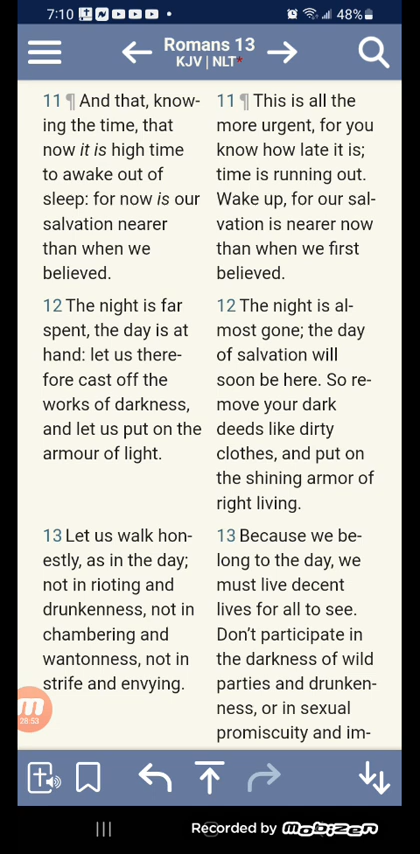 7:10
48%
Romans 13
KJV | NLT*
11 ¶ And that, know-
ing the time, that
now it is high time
to awake out of
sleep: for now is our
salvation nearer
than when we
believed.
12 The night is far
spent, the day is at
hand: let us there-
fore cast off the
works of darkness,
and let us put on the
armour of light.
13 Let us walk hon-
estly, as in the day;
not in rioting and
drunkenness, not in
chambering and
wantonness, not in
strife and envying.
11 ¶ This is all the
more urgent, for you
know how late it is;
time is running out.
Wake up, for our sal-
vation is nearer now
than when we first
believed.
12 The night is al-
most gone; the day
of salvation will
soon be here. So re-
move your dark
deeds like dirty
clothes, and put on
the shining armor of
right living.
13 Because we be-
long to the day, we
must live decent
lives for all to see.
Don't participate in
the darkness of wild
parties and drunken-
ness, or in sexual
promiscuity and im-
28:53
Recorded by mobizen